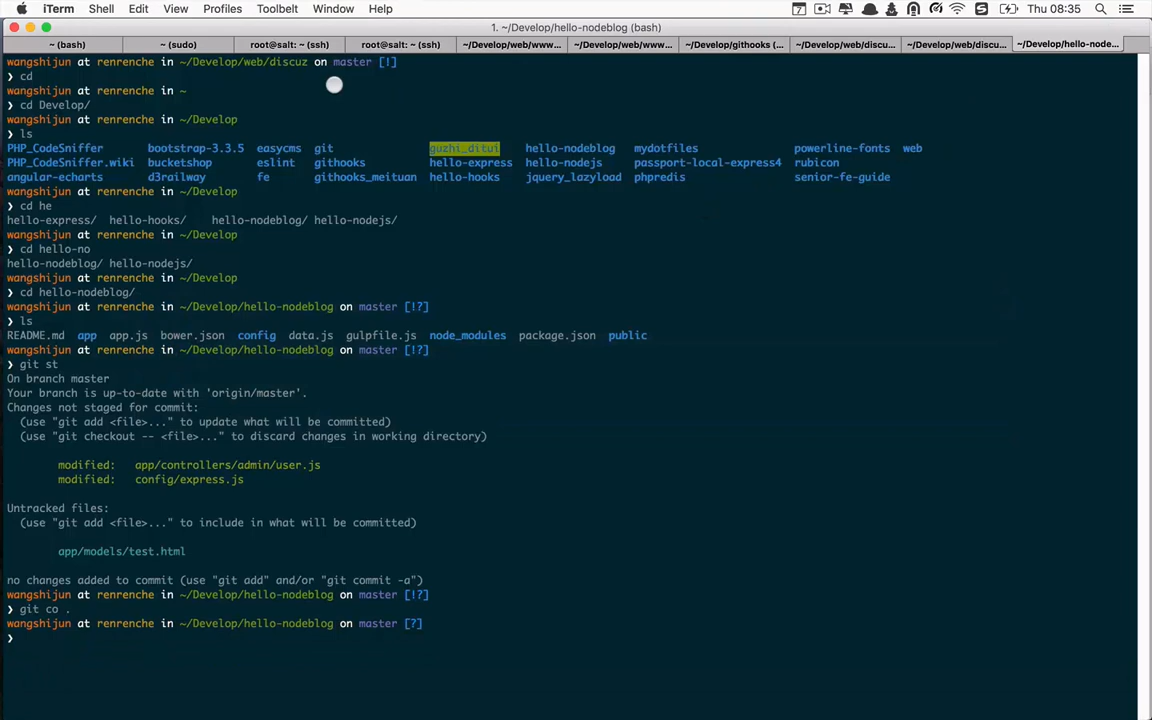 iTerm Shell Edit View Profiles Toolbelt Window Help 7 S Thu 08:35
1. ~/Develop/hello-nodeblog (bash)
~ (bash) ~ (sudo) root@salt: ~ (ssh) root@salt: ~ (ssh) ~/Develop/web/www... ~/Develop/web/www... ~/Develop/githooks (... ~/Develop/web/discu... ~/Develop/web/discu... ~/Develop/hello-node...
wangshijun at renrenche in ~/Develop/web/discuz on master [!]
❯ cd
wangshijun at renrenche in ~
❯ cd Develop/
wangshijun at renrenche in ~/Develop
❯ ls
PHP_CodeSniffer bootstrap-3.3.5 easycms git guzhi_ditui hello-nodeblog mydotfiles powerline-fonts web
PHP_CodeSniffer.wiki bucketshop eslint githooks hello-express hello-nodejs passport-local-express4 rubicon
angular-echarts d3railway fe githooks_meituan hello-hooks jquery_lazyload phpredis senior-fe-guide
wangshijun at renrenche in ~/Develop
❯ cd he
hello-express/ hello-hooks/ hello-nodeblog/ hello-nodejs/
wangshijun at renrenche in ~/Develop
❯ cd hello-no
hello-nodeblog/ hello-nodejs/
wangshijun at renrenche in ~/Develop
❯ cd hello-nodeblog/
wangshijun at renrenche in ~/Develop/hello-nodeblog on master [!?]
❯ ls
README.md app app.js bower.json config data.js gulpfile.js node_modules package.json public
wangshijun at renrenche in ~/Develop/hello-nodeblog on master [!?]
❯ git st
On branch master
Your branch is up-to-date with 'origin/master'.
Changes not staged for commit:
(use "git add <file>..." to update what will be committed)
(use "git checkout -- <file>..." to discard changes in working directory)
modified: app/controllers/admin/user.js
modified: config/express.js
Untracked files:
(use "git add <file>..." to include in what will be committed)
app/models/test.html
no changes added to commit (use "git add" and/or "git commit -a")
wangshijun at renrenche in ~/Develop/hello-nodeblog on master [!?]
❯ git co .
wangshijun at renrenche in ~/Develop/hello-nodeblog on master [?]
❯